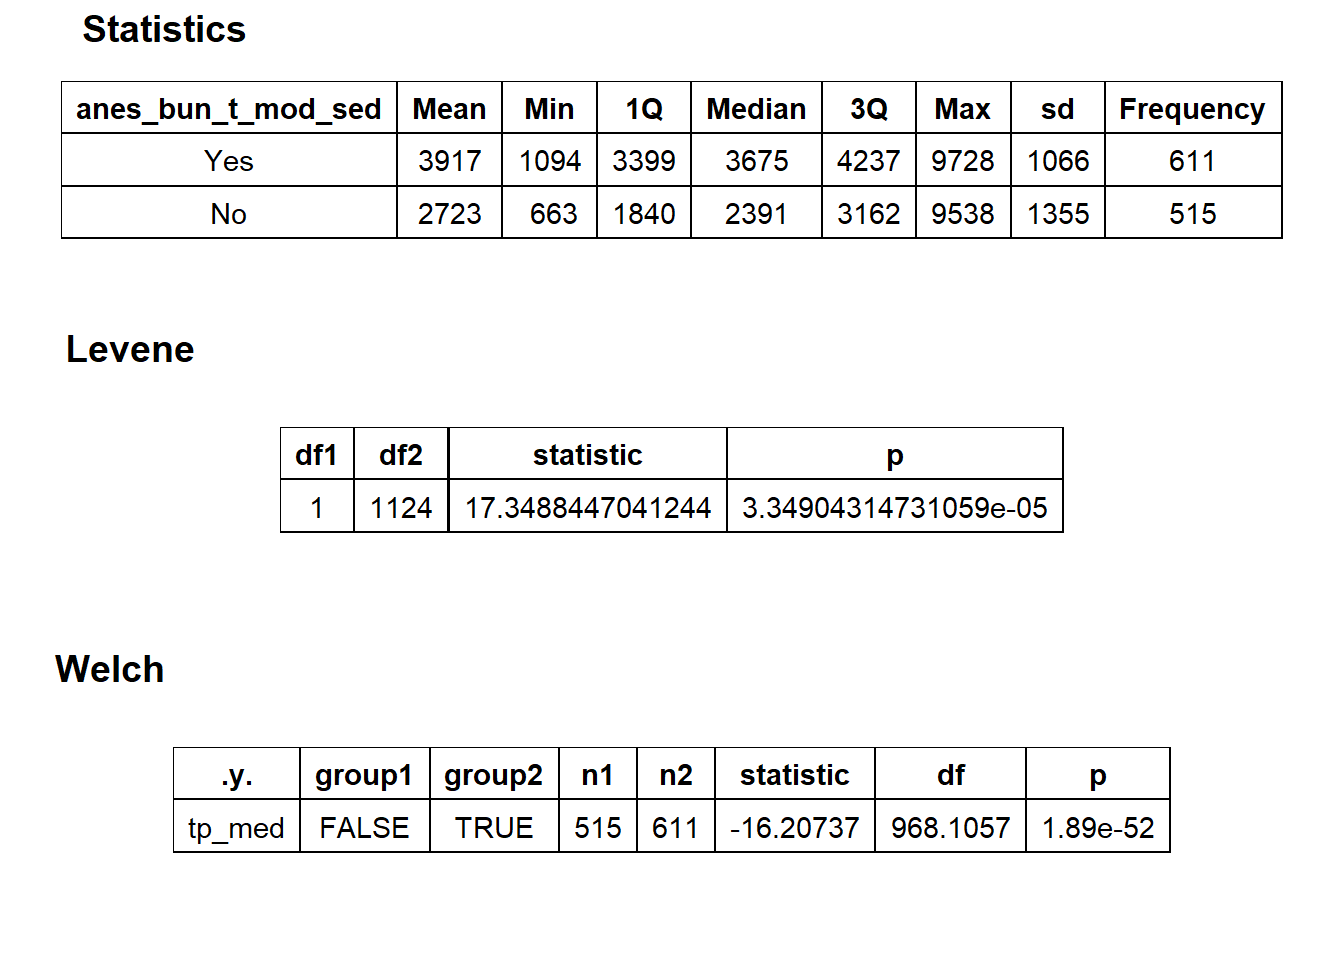 Statistics
anes_bun_t_mod_sed Mean Min 1Q Median 3Q Max sd Frequency
Yes 3917 1094 3399 3675 4237 9728 1066 611
No 2723 663 1840 2391 3162 9538 1355 515
Levene
df1 df2 statistic p
1 1124 17.3488447041244 3.34904314731059e-05
Welch
.y. group1 group2 n1 n2 statistic df p
tp_med FALSE TRUE 515 611 -16.20737 968.1057 1.89e-52